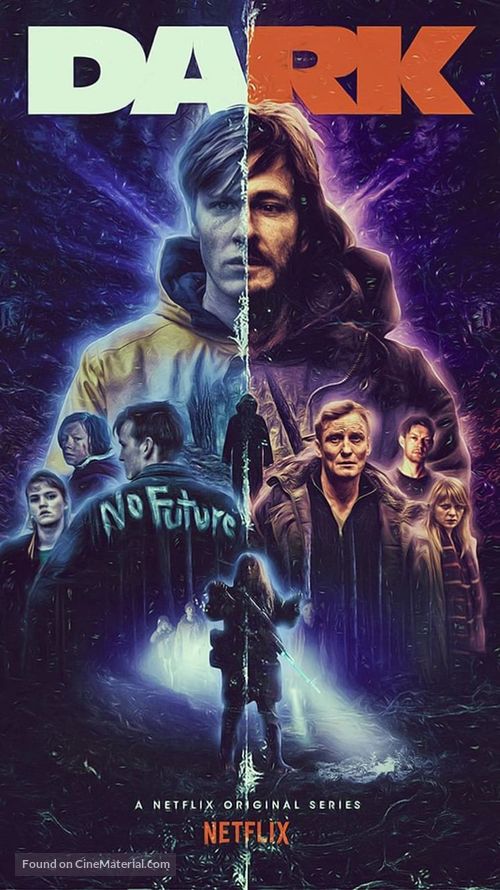 DARK
No Future
A NETFLIX ORIGINAL SERIES
NETFLIX
Found on CineMaterial.com